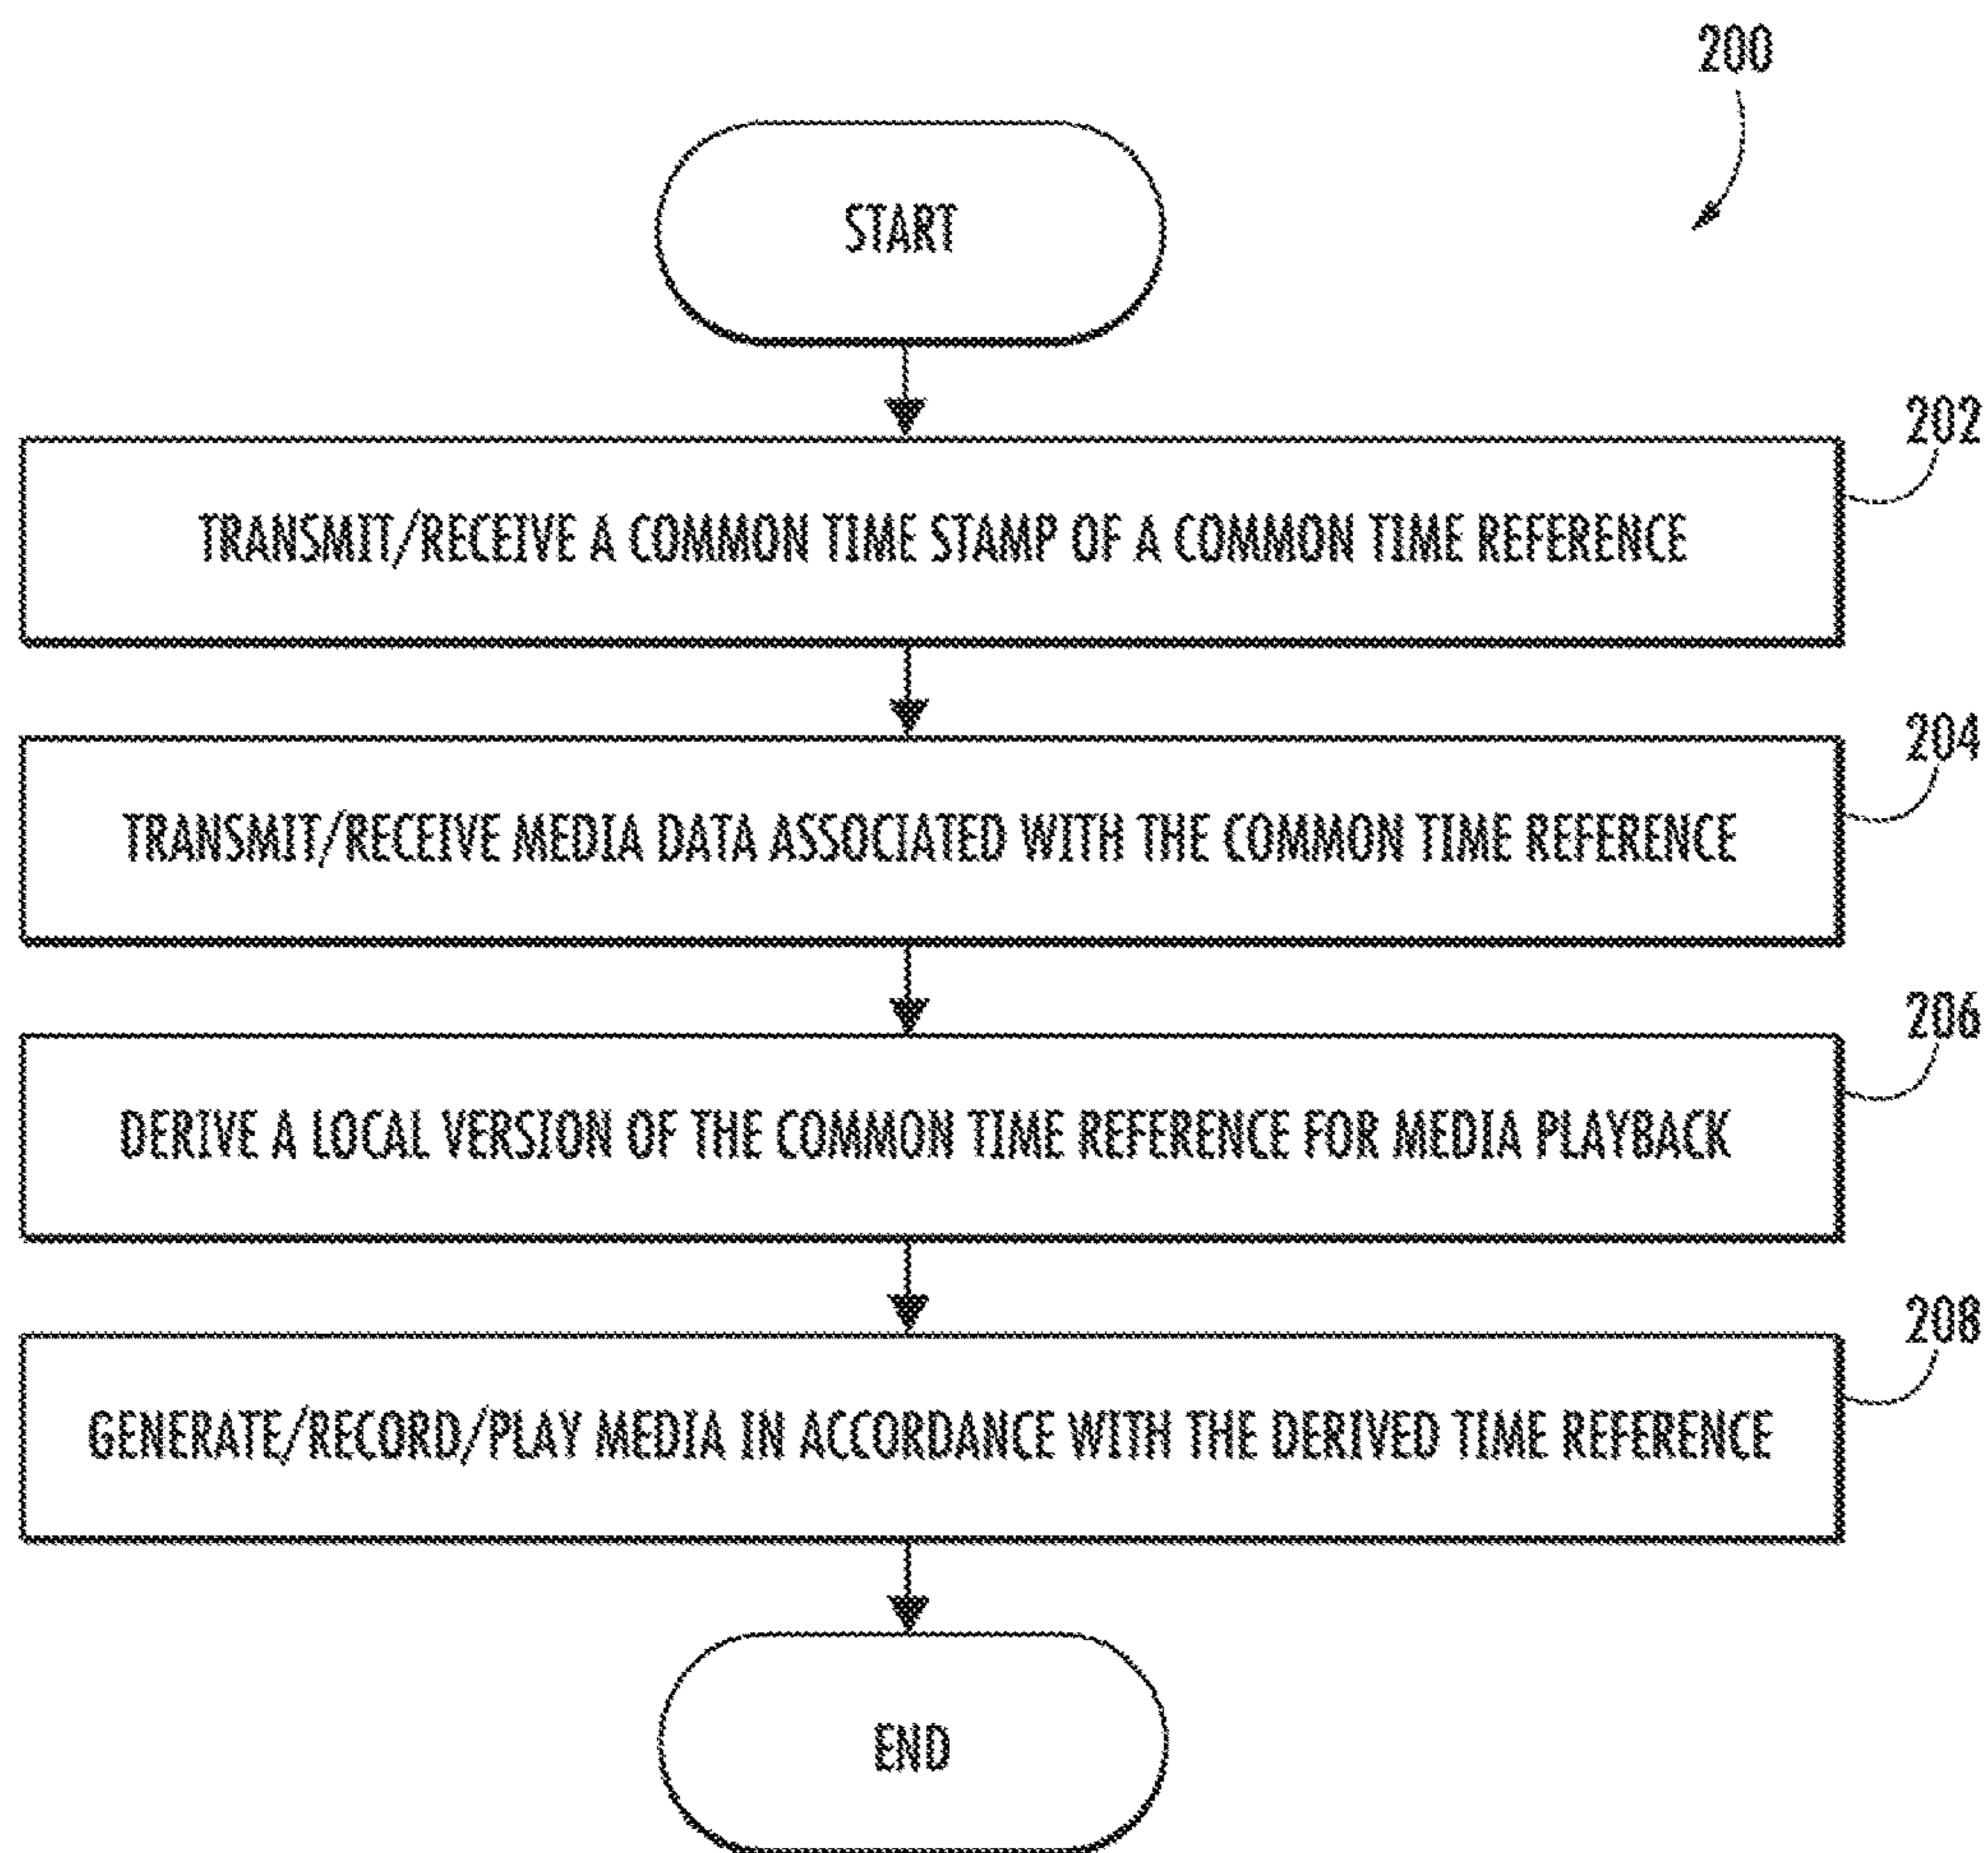 200
START
202
TRANSMIT/RECEIVE A COMMON TIME STAMP OF A COMMON TIME REFERENCE
204
TRANSMIT/RECEIVE MEDIA DATA ASSOCIATED WITH THE COMMON TIME REFERENCE
206
DERIVE A LOCAL VERSION OF THE COMMON TIME REFERENCE FOR MEDIA PLAYBACK
208
GENERATE/RECORD/PLAY MEDIA IN ACCORDANCE WITH THE DERIVED TIME REFERENCE
END